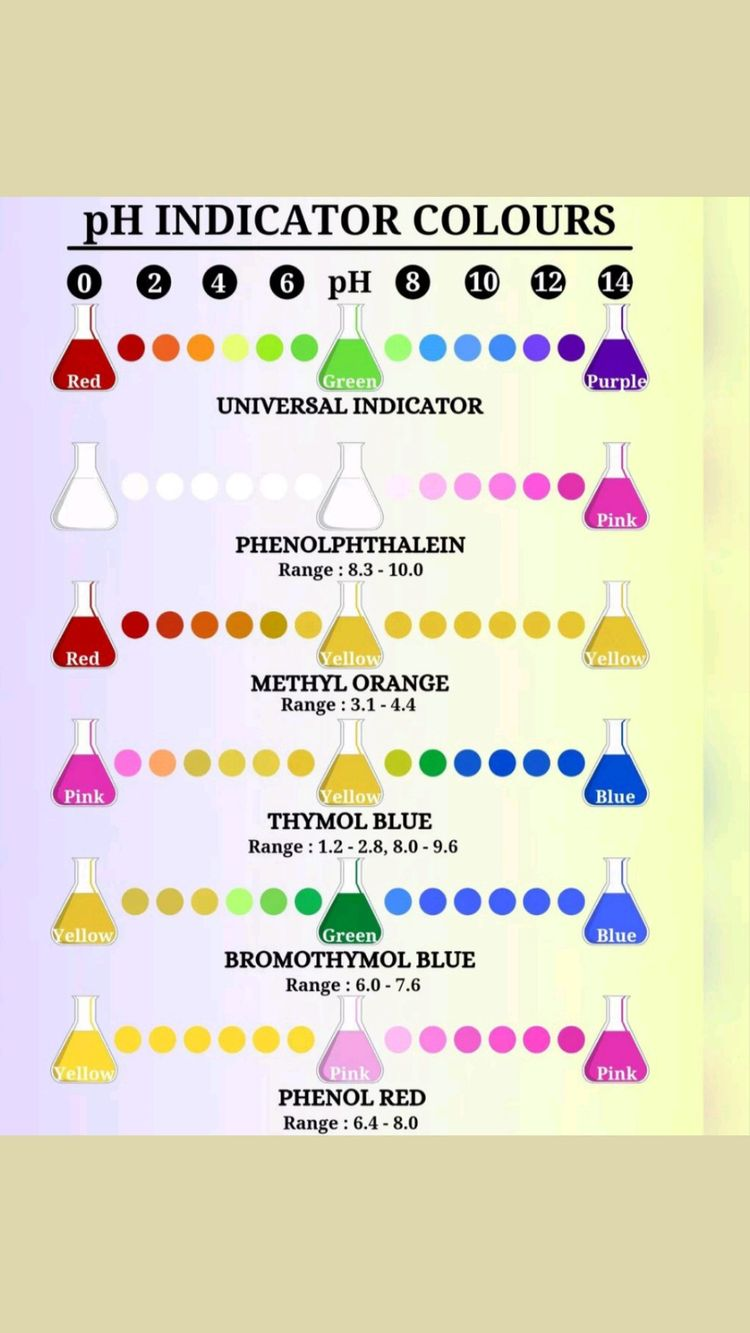 pH INDICATOR COLOURS
0 2 4 6 pH 8 10 12 14
Red Green Purple
UNIVERSAL INDICATOR
Pink
PHENOLPHTHALEIN
Range : 8.3 - 10.0
Red Yellow Yellow
METHYL ORANGE
Range : 3.1 - 4.4
Pink Yellow Blue
THYMOL BLUE
Range : 1.2 - 2.8, 8.0 - 9.6
Yellow Green Blue
BROMOTHYMOL BLUE
Range : 6.0 - 7.6
Yellow Pink Pink
PHENOL RED
Range : 6.4 - 8.0